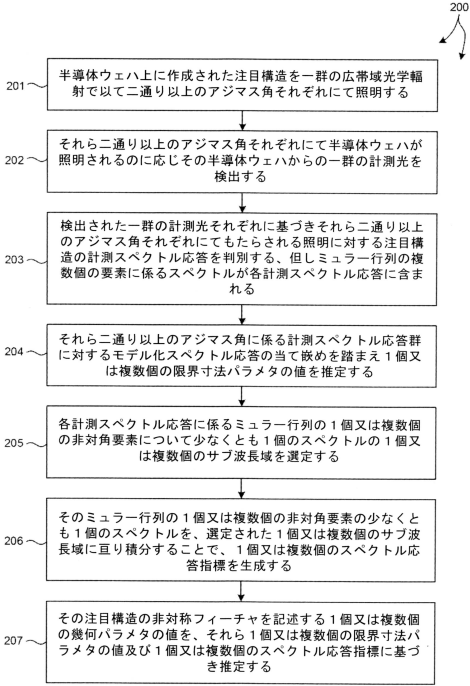 200
201
半導体ウェハ上に作成された注目構造を一群の広帯域光学輻
射で以て二通り以上のアジマス角それぞれにて照明する
202
それら二通り以上のアジマス角それぞれにて半導体ウェハが
照明されるのに応じその半導体ウェハからの一群の計測光を
検出する
203
検出された一群の計測光それぞれに基づきそれら二通り以上
のアジマス角それぞれにてもたらされる照明に対する注目構
造の計測スペクトル応答を判別する、但しミュラー行列の複
数個の要素に係るスペクトルが各計測スペクトル応答に含ま
れる
204
それら二通り以上のアジマス角に係る計測スペクトル応答群
に対するモデル化スペクトル応答の当て嵌めを踏まえ1個又
は複数個の限界寸法パラメタの値を推定する
205
各計測スペクトル応答に係るミュラー行列の1個又は複数個
の非対角要素について少なくとも1個のスペクトルの1個又
は複数個のサブ波長域を選定する
206
そのミュラー行列の1個又は複数個の非対角要素の少なくと
も1個のスペクトルを、選定された1個又は複数個のサブ波
長域に亘り積分することで、1個又は複数個のスペクトル応
答指標を生成する
207
その注目構造の非対称フィーチャを記述する1個又は複数個
の幾何パラメタの値を、それら1個又は複数個の限界寸法パ
ラメタの値及び1個又は複数個のスペクトル応答指標に基づ
き推定する